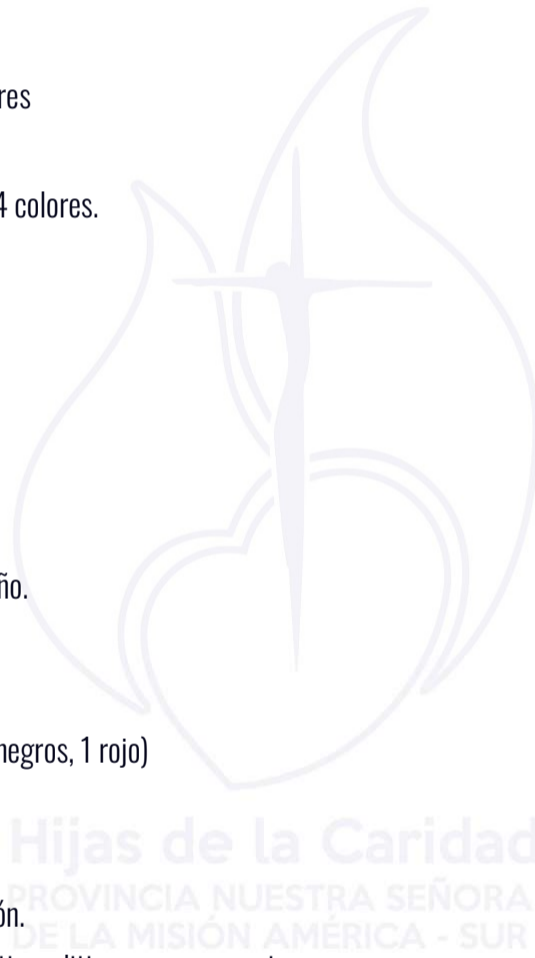 res
4 colores.
ño.
negros, 1 rojo)
Hijas de la Caridad
PROVINCIA NUESTRA SEÑORA
ón.
DE LA MISIÓN AMÉRICA - SUR